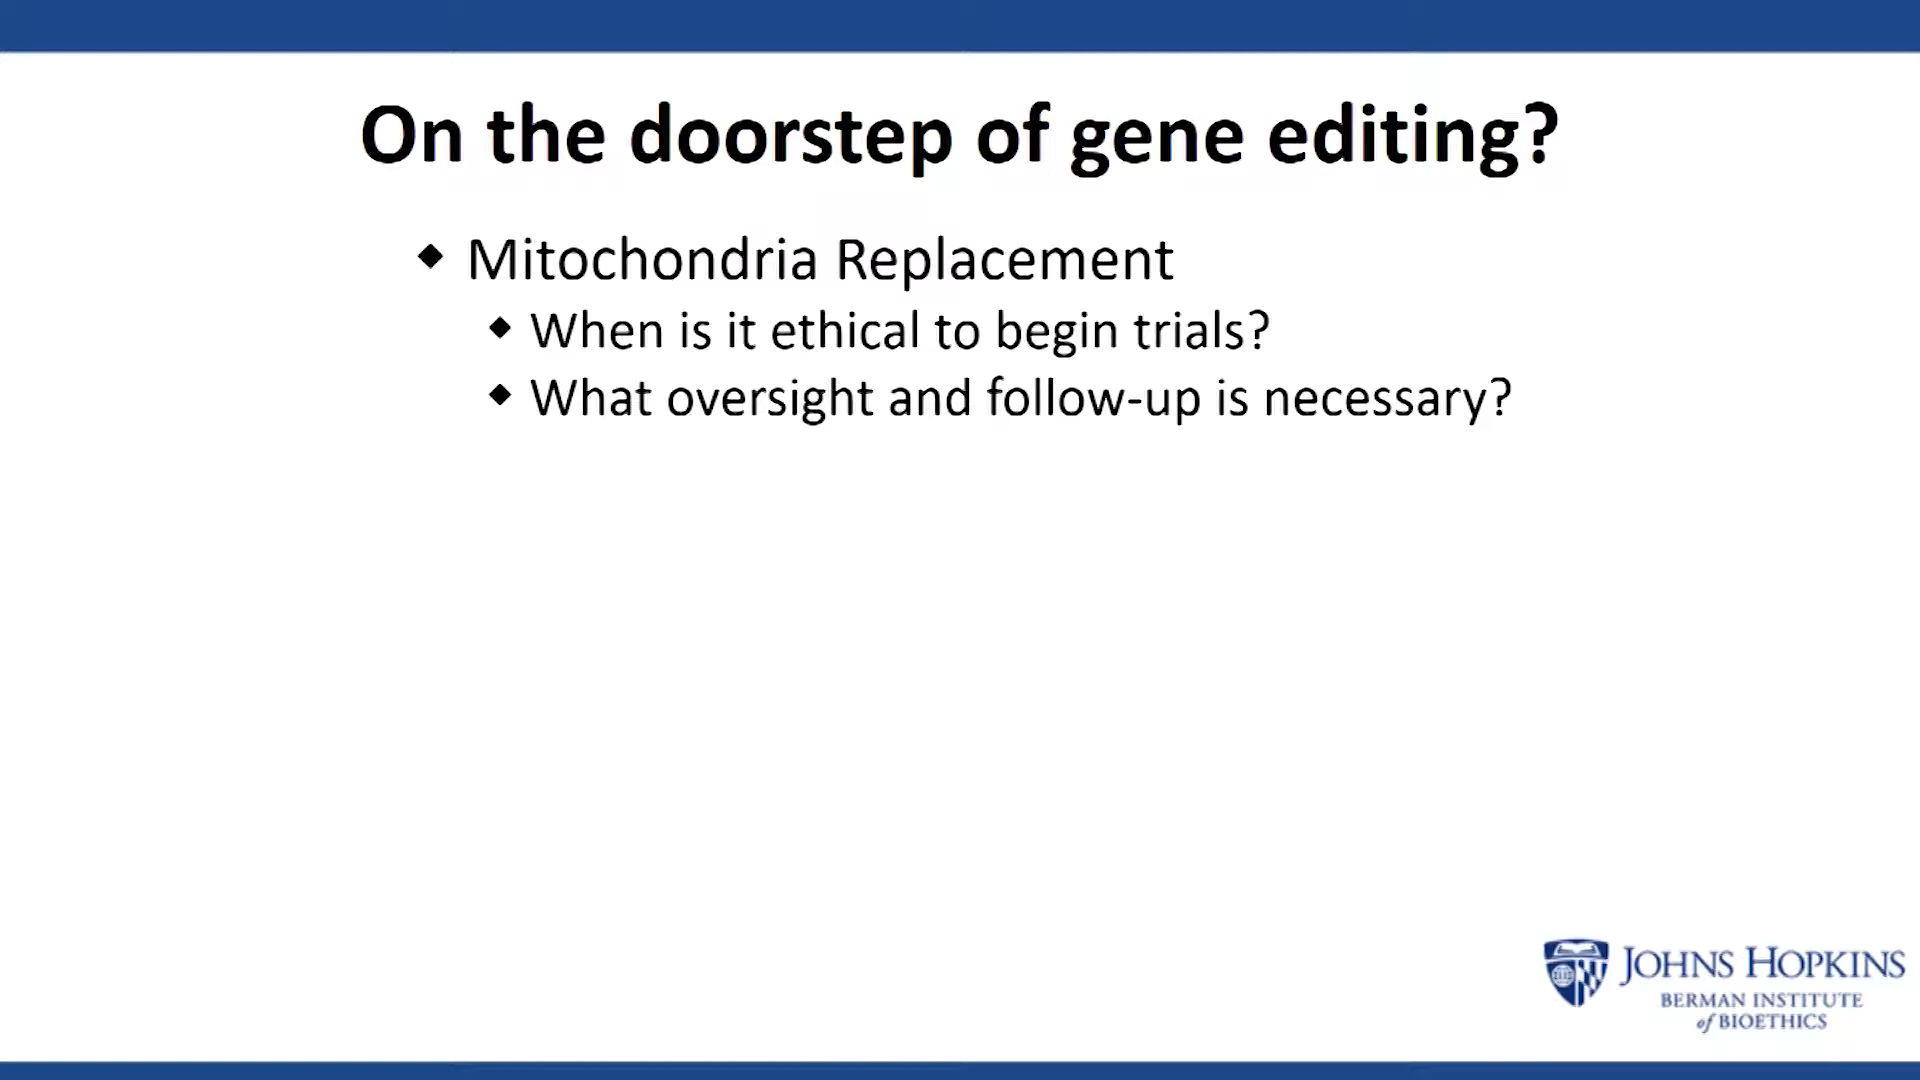 On the doorstep of gene editing?
Mitochondria Replacement
When is it ethical to begin trials?
What oversight and follow-up is necessary?
JOHNS HOPKINS
BERMAN INSTITUTE
of BIOETHICS